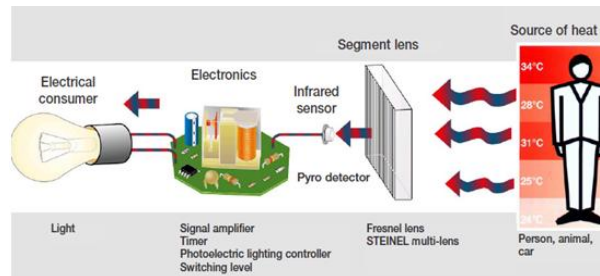 Source of heat
Segment lens
Electrical
consumer
Electronics
Infrared
sensor
34°C
28°C
31°C
25°C
Pyro detector
Light
Signal amplifier
Timer
Photoelectric lighting controller
Switching level
Fresnel lens
STEINEL multi-lens
Person, animal,
car